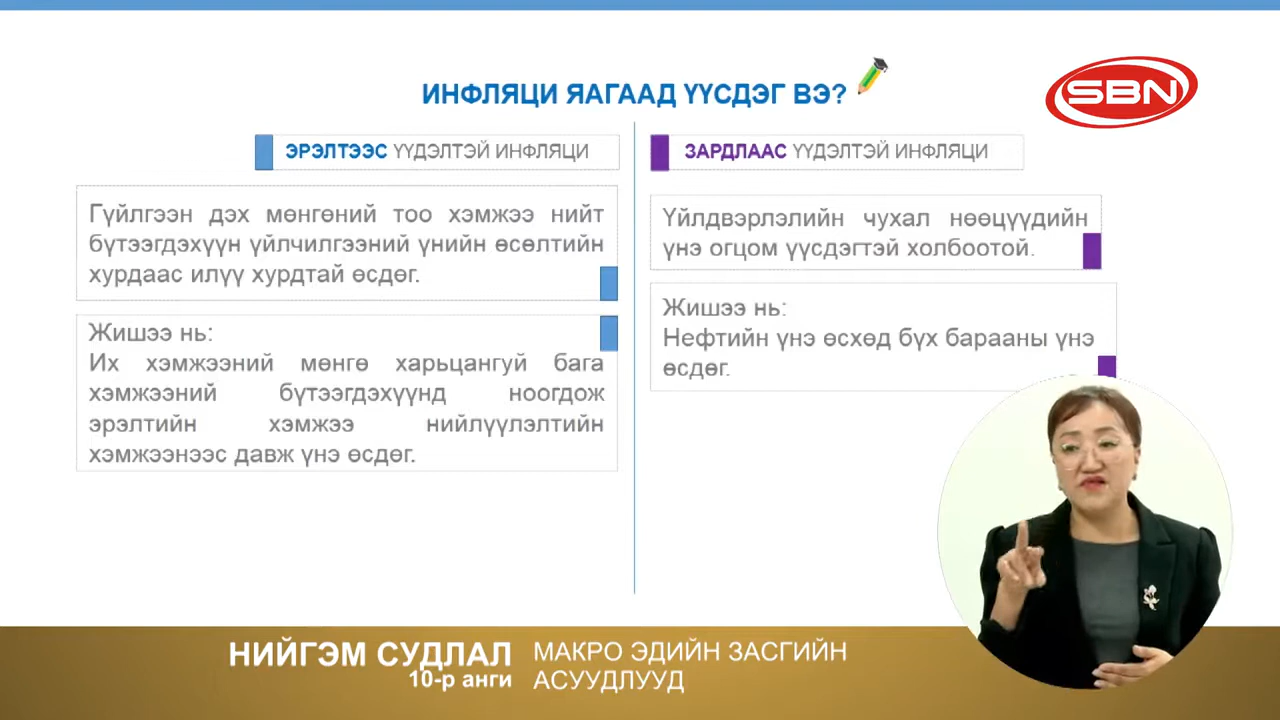 ИНФЛЯЦИ ЯАГААД ҮҮСДЭГ ВЭ?
SBN
ЭРЭЛТЭЭС ҮҮДЭЛТЭЙ ИНФЛЯЦИ
Гүйлгээн дэх мөнгөний тоо хэмжээ нийт
бүтээгдэхүүн үйлчилгээний үнийн өсөлтийн
хурдаас илүү хурдтай өсдөг.
Жишээ нь:
Их хэмжээний мөнгө харьцангуй бага
хэмжээний бүтээгдэхүүнд ноогдож
эрэлтийн хэмжээ нийлүүлэлтийн
хэмжээнээс давж үнэ өсдөг.
ЗАРДЛААС ҮҮДЭЛТЭЙ ИНФЛЯЦИ
Үйлдвэрлэлийн чухал нөөцүүдийн
үнэ огцом үүсдэгтэй холбоотой.
Жишээ нь:
Нефтийн үнэ өсхөд бүх барааны үнэ
өсдөг.
НИЙГЭМ СУДЛАЛ
10-р анги
МАКРО ЭДИЙН ЗАСГИЙН
АСУУДЛУУД